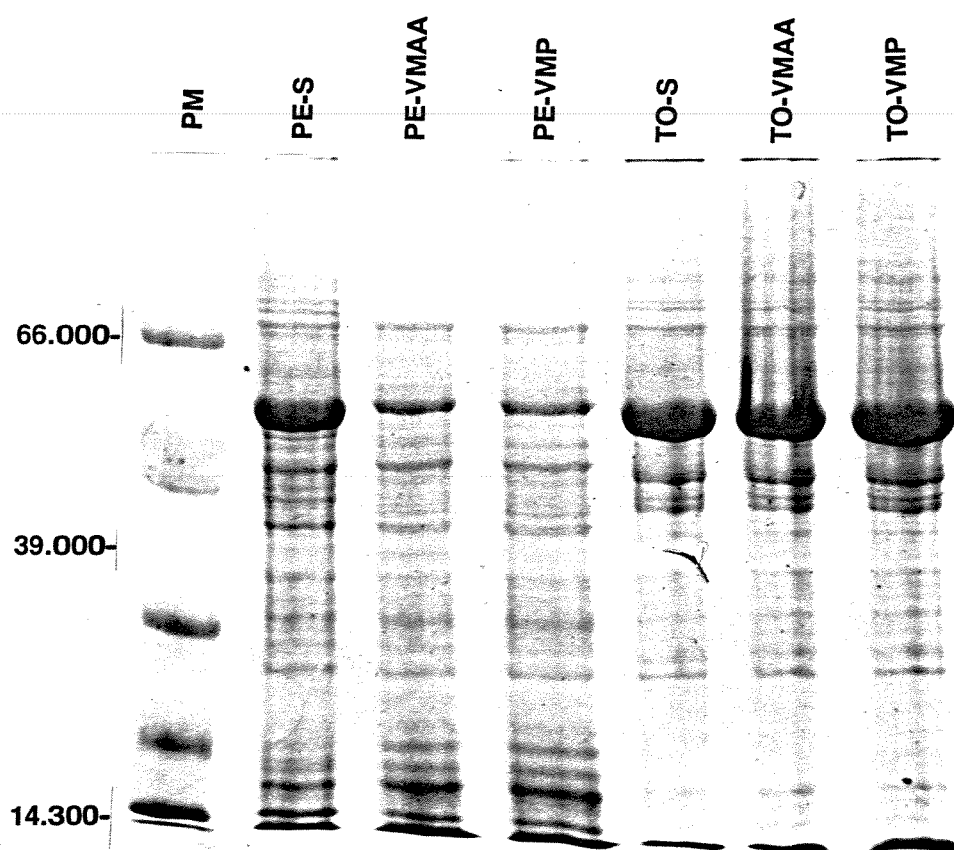 PM
PE-S
PE-VMAA
PE-VMP
TO-S
TO-VMAA
TO-VMP
66.000-
39.000-
14.300-